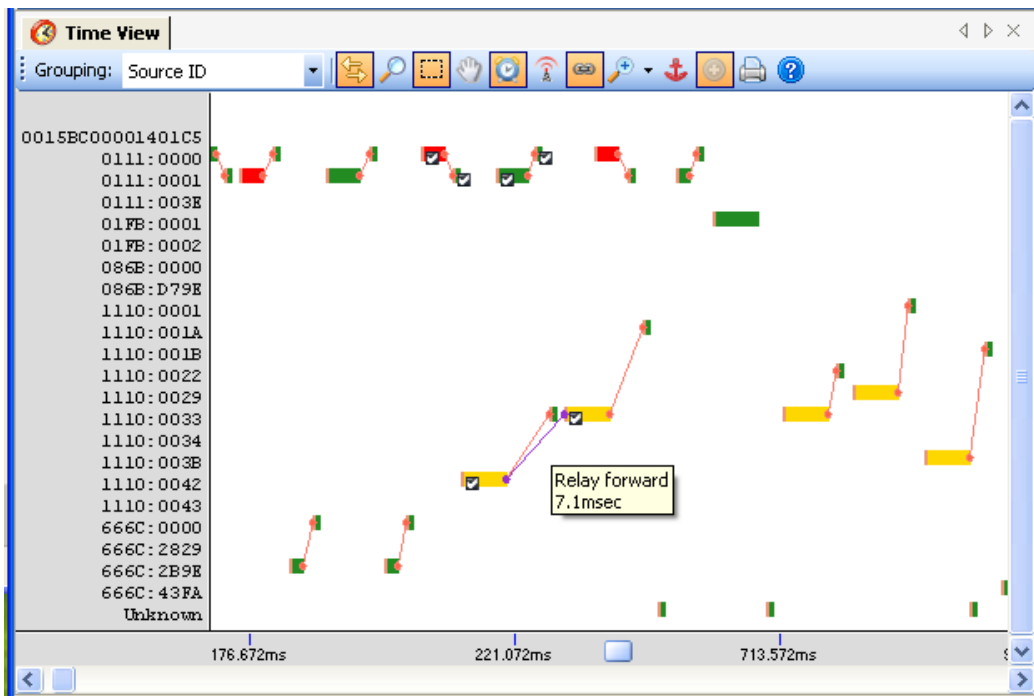 Time View
Grouping: Source ID
0015BC00001401C5
0111:0000
0111:0001
0111:003E
01FB:0001
01FB:0002
086B:0000
086B:D79E
1110:0001
1110:001A
1110:001B
1110:0022
1110:0029
1110:0033
1110:0034
1110:003B
1110:0042
1110:0043
666C:0000
666C:2829
666C:2B9E
666C:43FA
Unknown
Relay forward
7.1msec
176.672ms 221.072ms 713.572ms